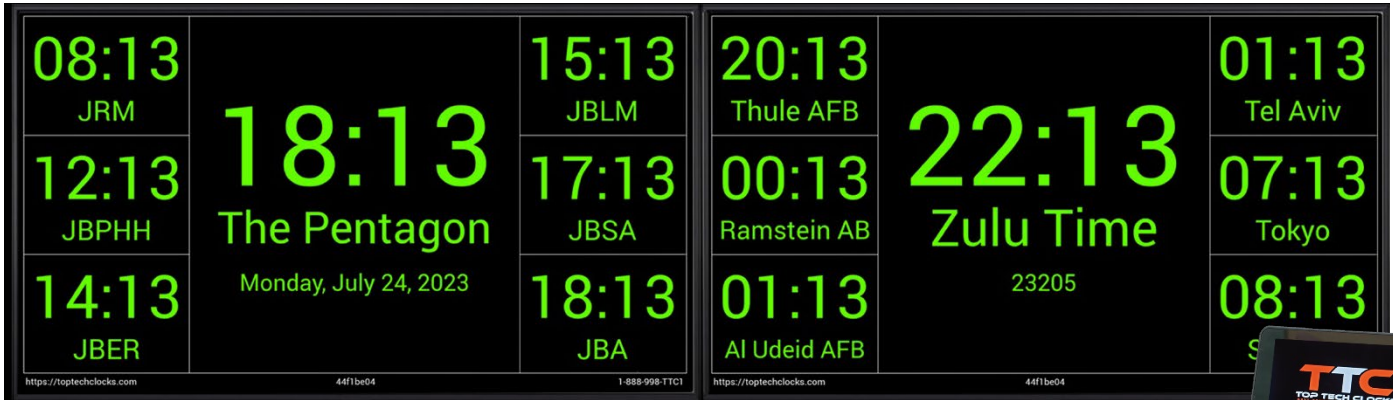 08:13
JRM
12:13
JBPHH
14:13
JBER
18:13
The Pentagon
Monday, July 24, 2023
15:13
JBLM
17:13
JBSA
18:13
JBA
https://toptechclocks.com
44f1be04
1-888-998-TTC1
20:13
Thule AFB
00:13
Ramstein AB
01:13
Al Udeid AFB
22:13
Zulu Time
23205
01:13
Tel Aviv
07:13
Tokyo
08:13
https://toptechclocks.com
44f1be04
TTC
TOP TECH